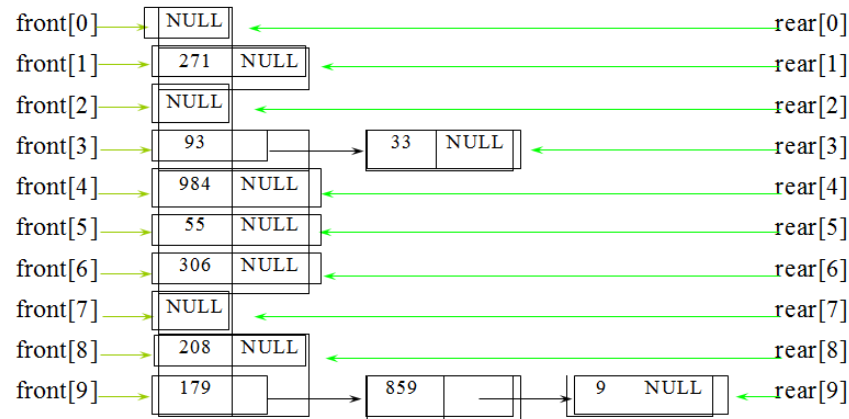 front[0] NULL rear[0]
front[1] 271 NULL rear[1]
front[2] NULL rear[2]
front[3] 93 33 NULL rear[3]
front[4] 984 NULL rear[4]
front[5] 55 NULL rear[5]
front[6] 306 NULL rear[6]
front[7] NULL rear[7]
front[8] 208 NULL rear[8]
front[9] 179 859 9 NULL rear[9]